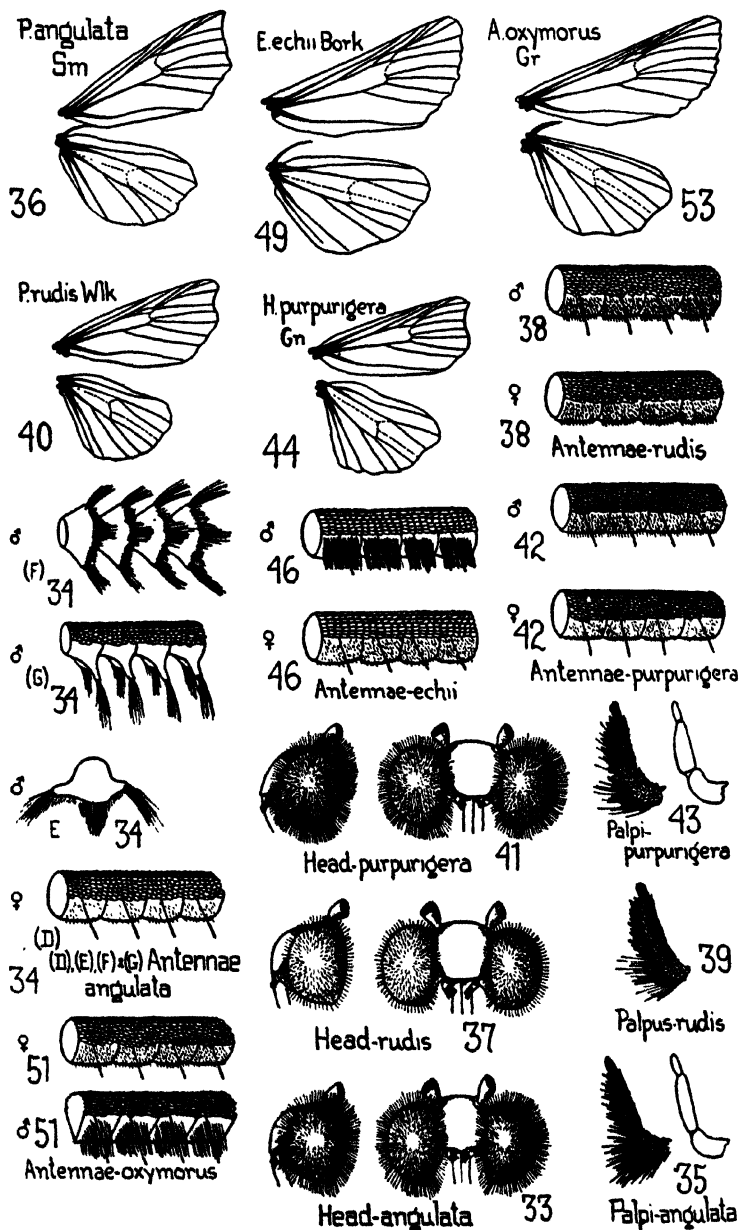 P.angulata
Sm
36
E.echii Bork
49
A.oxymorus
Gr
53
P.rudis Wlk
40
H.purpurigera
Gn
44
♂
38
♀
38
Antennae-rudis
♂
(F)
34
♂
(G)
34
♂
46
♀
46
Antennae-echii
♂
42
♀
42
Antennae-purpurigera
♂
E
34
Head-purpurigera
41
43
Palpi-
purpurigera
♀
(D)
34
(D),(E),(F)&(G) Antennae
angulata
Head-rudis
37
39
Palpus-rudis
♀
51
♂51
Antennae-oxymorus
Head-angulata
33
35
Palpi-angulata